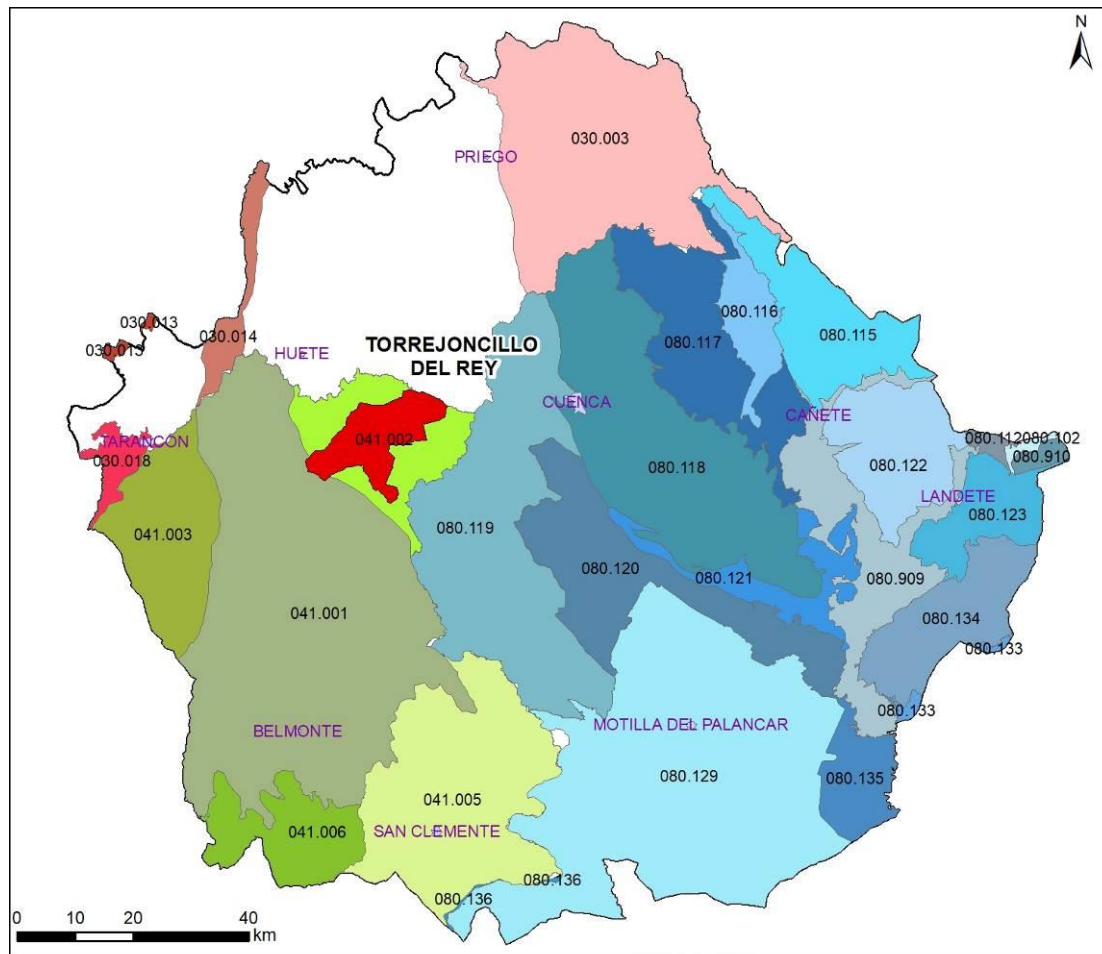 N
030.003
PRIEGO
080.116
030.013
030.014
080.115
080.117
030.013
TORREJONCILLO
DEL REY
HUETE
CUENCA
CAÑETE
TARANCÓN
041.002
080.112
080.102
080.910
030.018
080.118
080.122
LANDETE
080.123
041.003
080.119
080.120
080.121
080.909
041.001
080.134
080.133
080.133
BELMONTE
MOTILLA DEL PALANCAR
080.129
080.135
041.005
041.006
SAN CLEMENTE
080.136
080.136
0 10 20 40
km